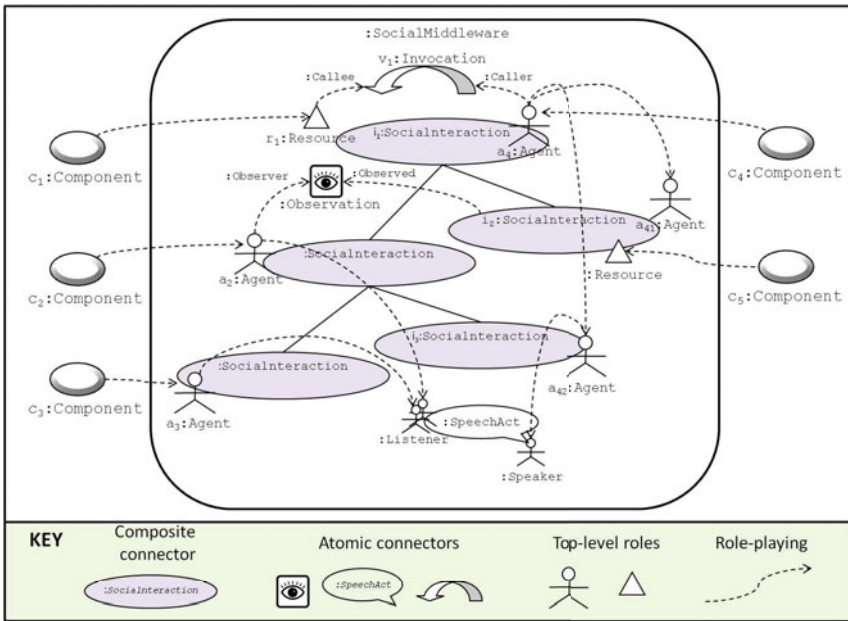 :SocialMiddleware
v₁:Invocation
:Callee
:Caller
r₁:Resource
i₁:SocialInteraction
a₄:Agent
c₁:Component
c₄:Component
:Observer
:Observed
:Observation
i₂:SocialInteraction
a₄₁:Agent
:SocialInteraction
:Resource
a₂:Agent
c₂:Component
c₅:Component
i₃:SocialInteraction
:SocialInteraction
a₄₂:Agent
c₃:Component
a₃:Agent
:Listener
:SpeechAct
:Speaker
KEY
Composite
connector
Atomic connectors
Top-level roles
Role-playing
:SocialInteraction
:SpeechAct